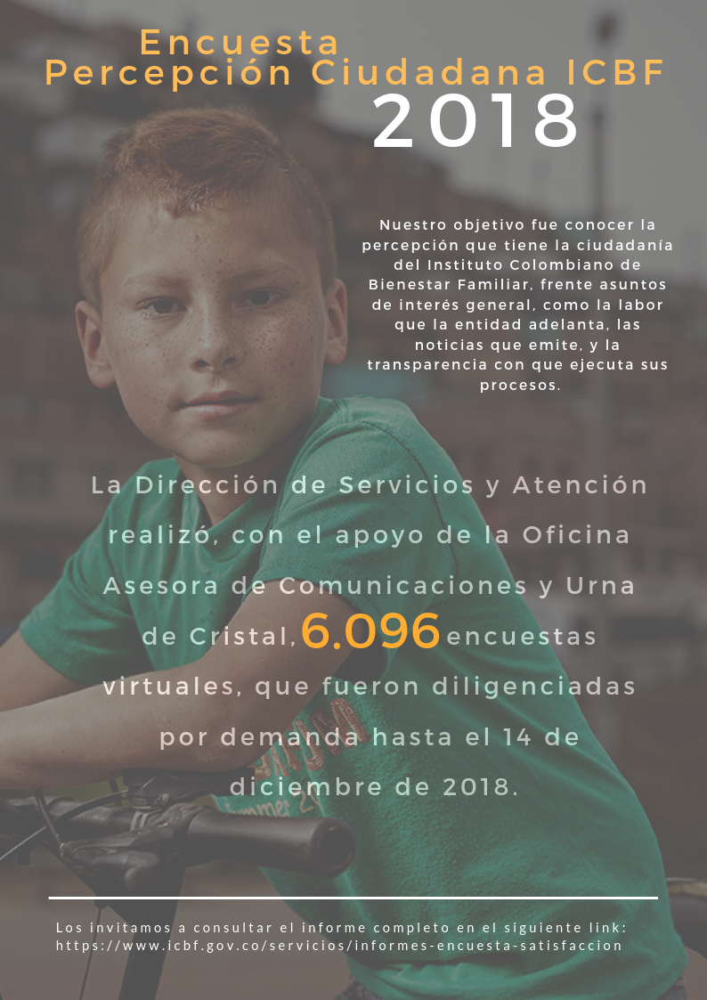 Encuesta
Percepción Ciudadana ICBF
2018
Nuestro objetivo fue conocer la
percepción que tiene la ciudadanía
del Instituto Colombiano de
Bienestar Familiar, frente asuntos
de interés general, como la labor
que la entidad adelanta, las
noticias que emite, y la
transparencia con que ejecuta sus
procesos.
La Dirección de Servicios y Atención
realizó, con el apoyo de la Oficina
Asesora de Comunicaciones y Urna
de Cristal, 6.096 encuestas
virtuales, que fueron diligenciadas
por demanda hasta el 14 de
diciembre de 2018.
Los invitamos a consultar el informe completo en el siguiente link:
https://www.icbf.gov.co/servicios/informes-encuesta-satisfaccion